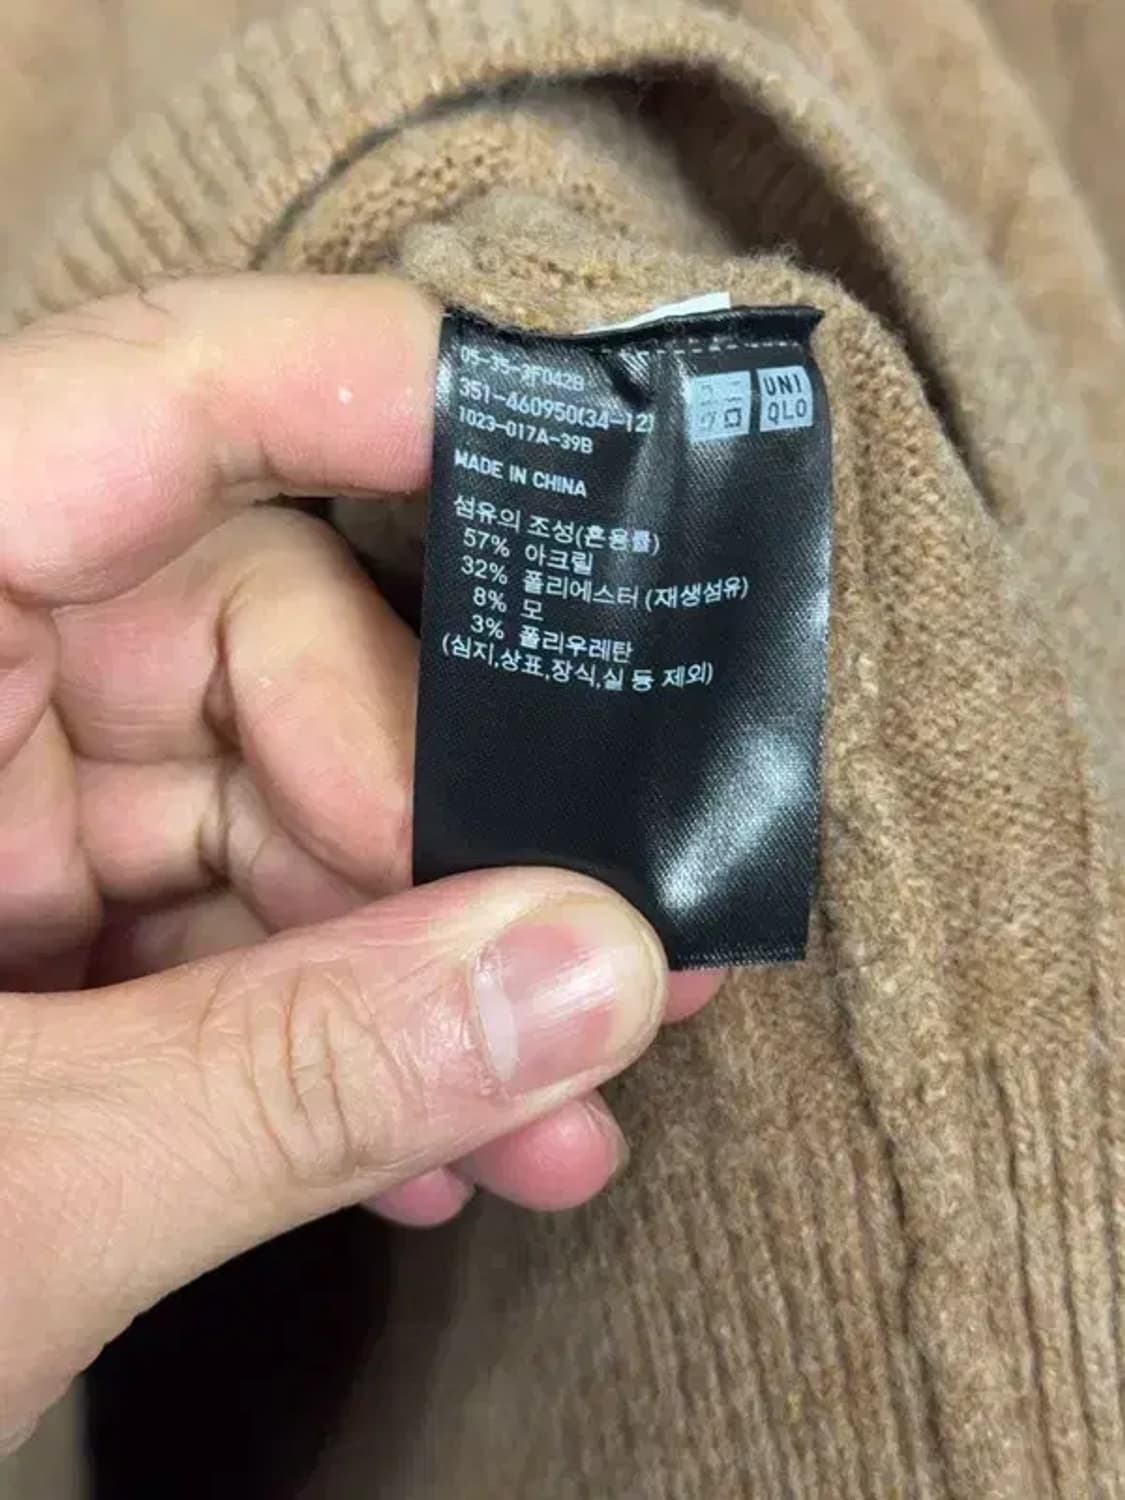 05-35-3F042B
351-460950(34-12)
1023-017A-39B
ユニ
クロ
UNI
QLO
MADE IN CHINA
섬유의 조성(혼용률)
57% 아크릴
32% 폴리에스터 (재생섬유)
8% 모
3% 폴리우레탄
(심지,상표,장식,실 등 제외)